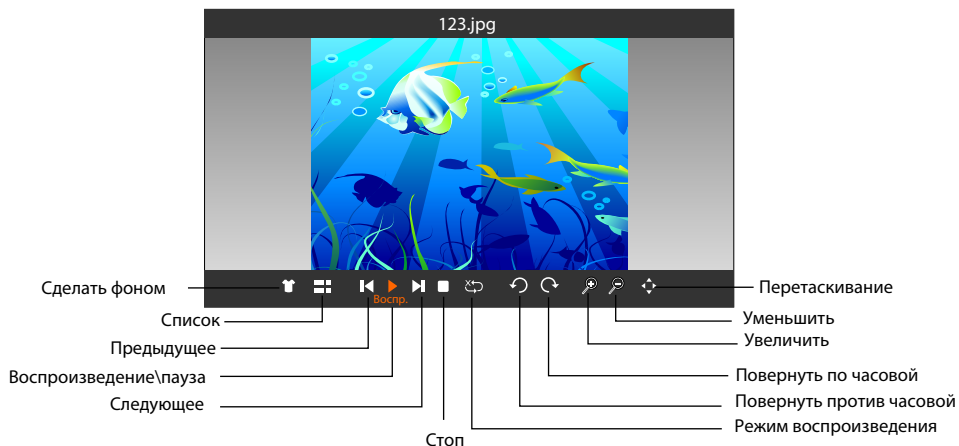 123.jpg
Воспр.
Сделать фоном
Список
Предыдущее
Воспроизведение\пауза
Следующее
Стоп
Перетаскивание
Уменьшить
Увеличить
Повернуть по часовой
Повернуть против часовой
Режим воспроизведения